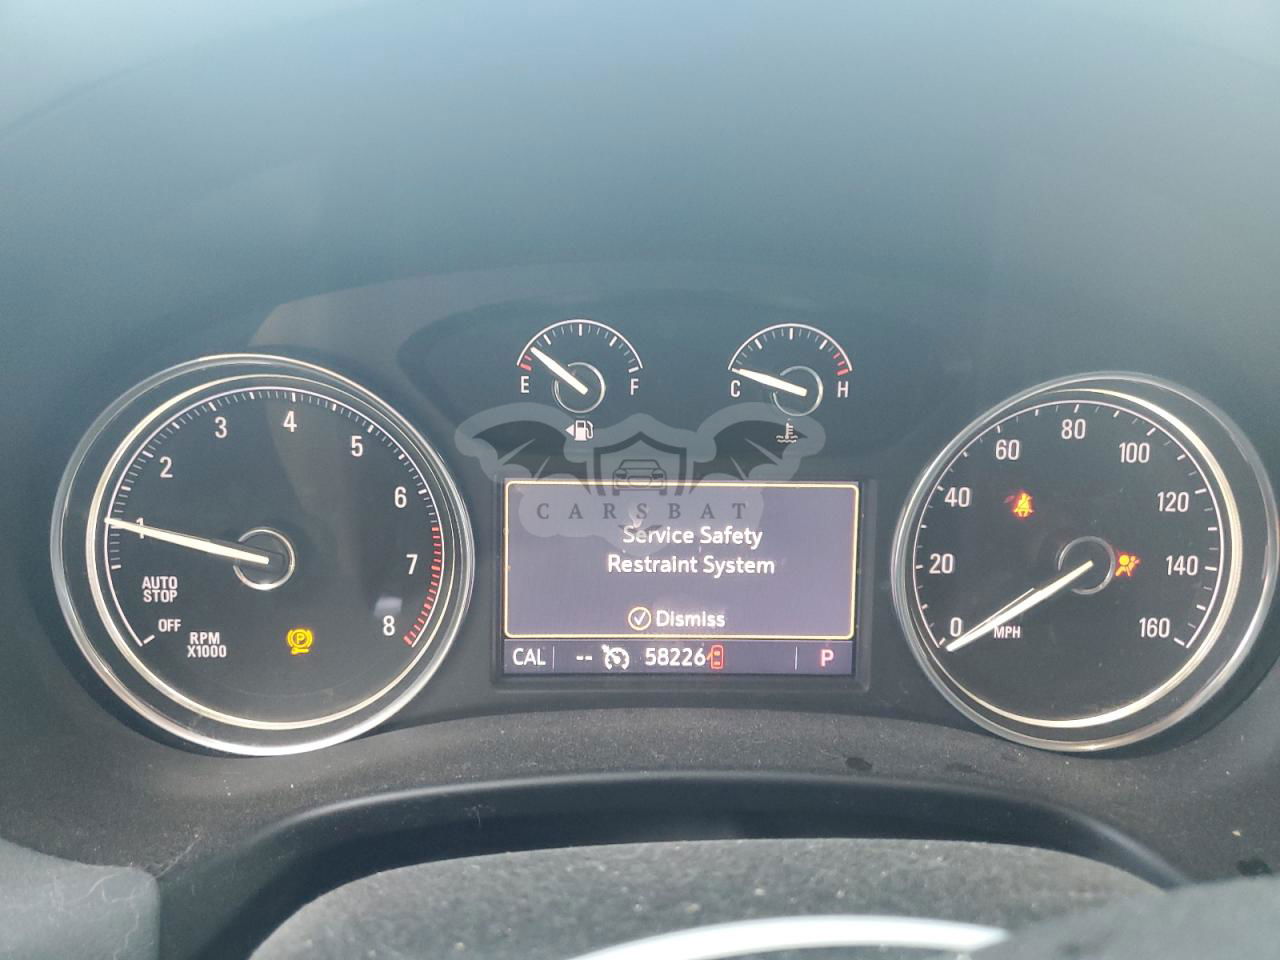 E F
C H
CARSBAT
1 2 3 4 5 6 7 8
AUTO
STOP
OFF
RPM
X1000
P
Service Safety
Restraint System
Dismiss
CAL -- 58226 P
0 20 40 60 80 100 120 140 160
MPH